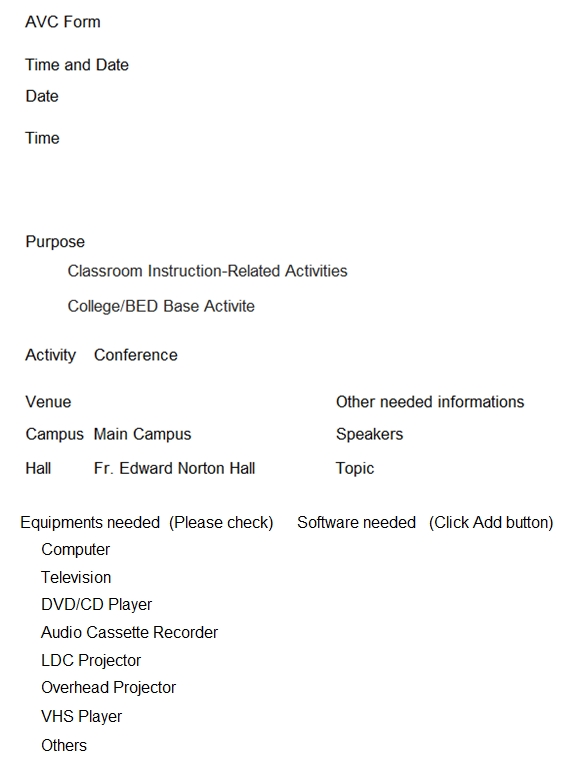 AVC Form
Time and Date
Date
Time
Purpose
Classroom Instruction-Related Activities
College/BED Base Activite
Activity Conference
Venue
Other needed informations
Campus Main Campus
Speakers
Hall Fr. Edward Norton Hall
Topic
Equipments needed (Please check)
Software needed (Click Add button)
Computer
Television
DVD/CD Player
Audio Cassette Recorder
LDC Projector
Overhead Projector
VHS Player
Others